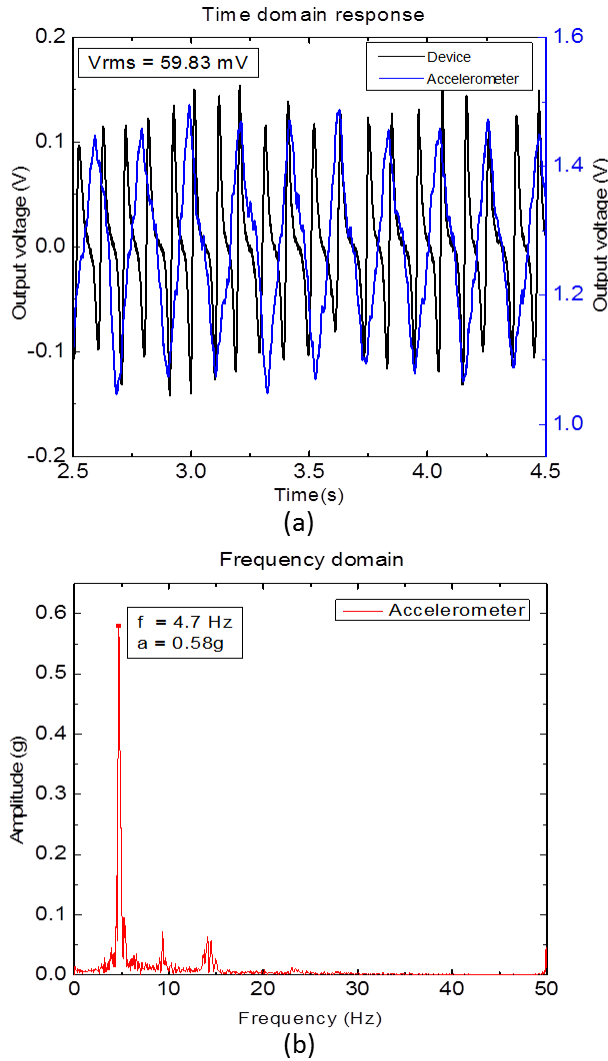 Time domain response
Vrms = 59.83 mV
Device
Accelerometer
0.2
0.1
0.0
-0.1
-0.2
Output voltage (V)
1.6
1.4
1.2
1.0
Output voltage (V)
2.5 3.0 3.5 4.0 4.5
Time(s)
(a)
Frequency domain
f = 4.7 Hz
a = 0.58g
Accelerometer
0.6
0.5
0.4
0.3
0.2
0.1
0.0
Amplitude (g)
0 10 20 30 40 50
Frequency (Hz)
(b)